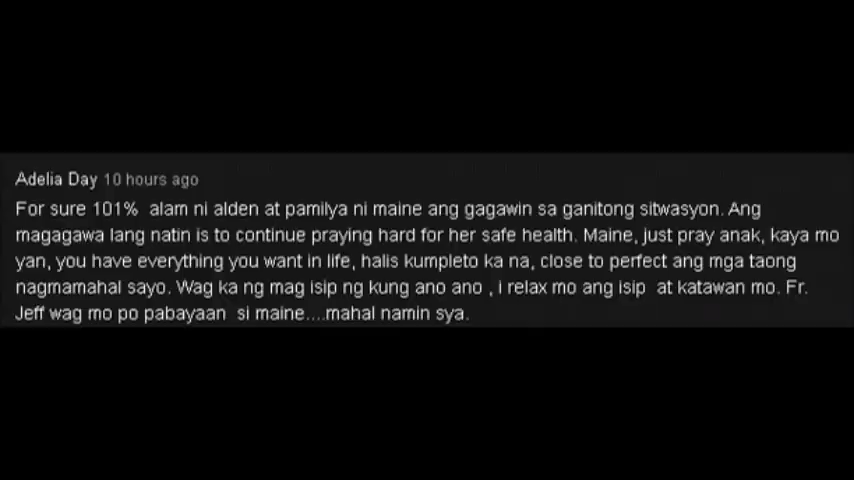 Adelia Day 10 hours ago
For sure 101% alam ni alden at pamilya ni maine ang gagawin sa ganitong sitwasyon. Ang
magagawa lang natin is to continue praying hard for her safe health. Maine, just pray anak, kaya mo
yan, you have everything you want in life, halis kumpleto ka na, close to perfect ang mga taong
nagmamahal sayo. Wag ka ng mag isip ng kung ano ano , i relax mo ang isip at katawan mo. Fr.
Jeff wag mo po pabayaan si maine....mahal namin sya.